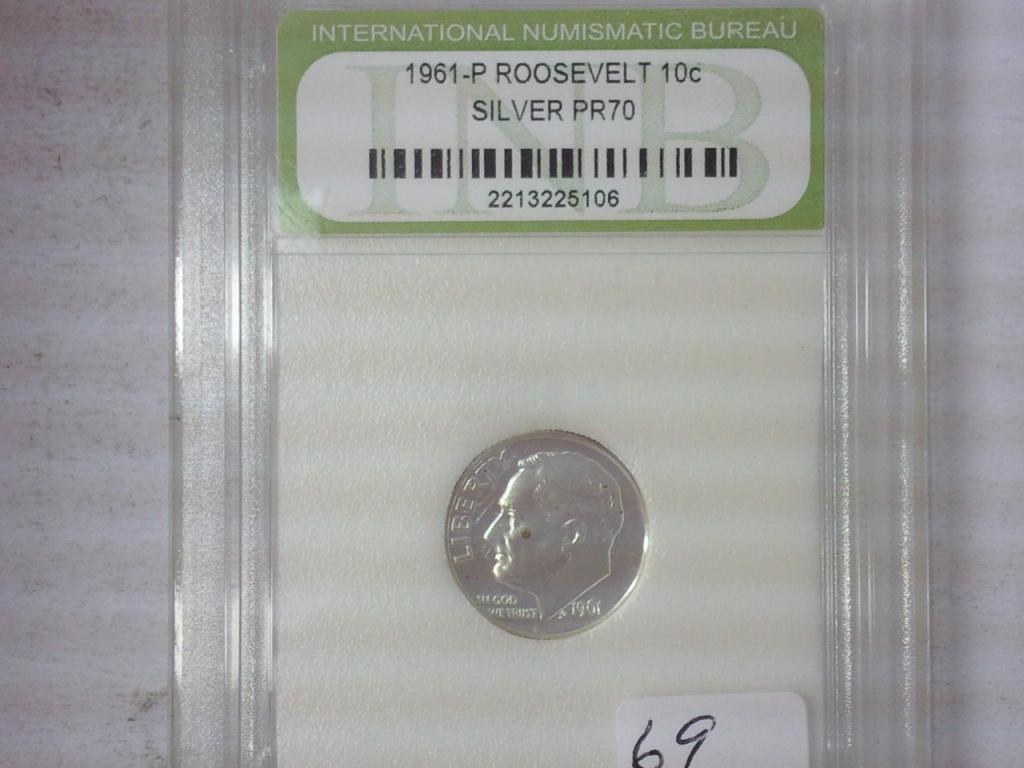 INTERNATIONAL NUMISMATIC BUREAU
INB
1961-P ROOSEVELT 10c
SILVER PR70
2213225106
LIBERTY
IN GOD
WE TRUST
1961
69